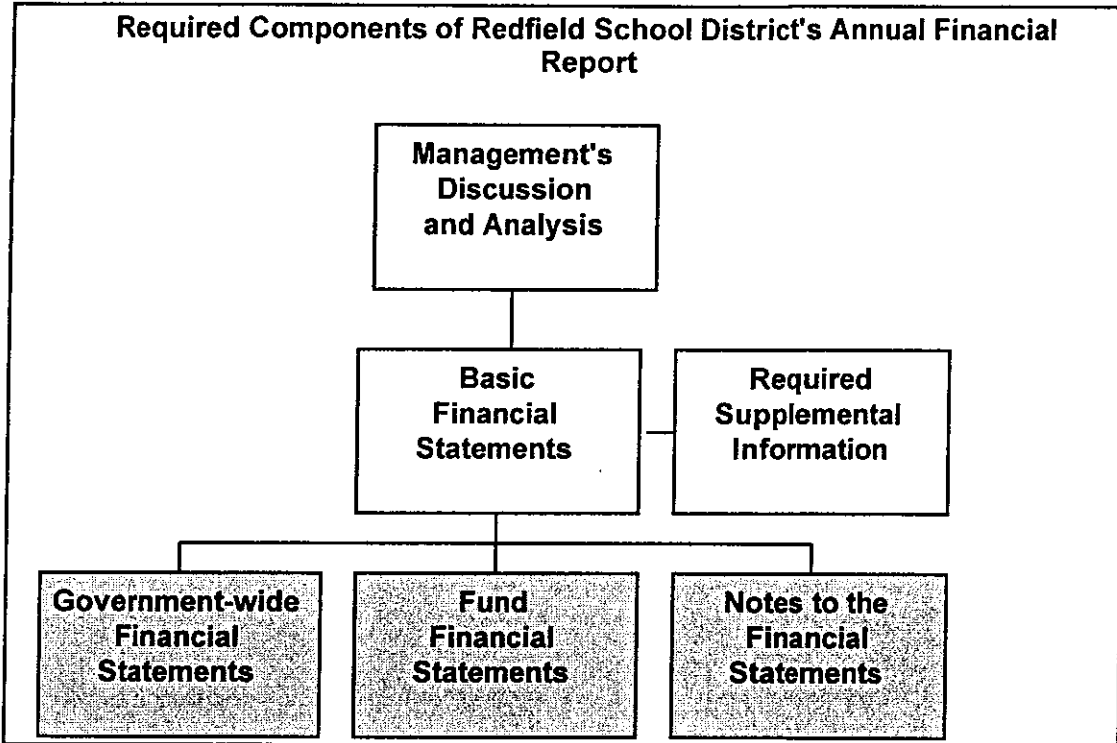 Required Components of Redfield School District's Annual Financial
Report
Management's
Discussion
and Analysis
Basic
Financial
Statements
Required
Supplemental
Information
Government-wide
Financial
Statements
Fund
Financial
Statements
Notes to the
Financial
Statements